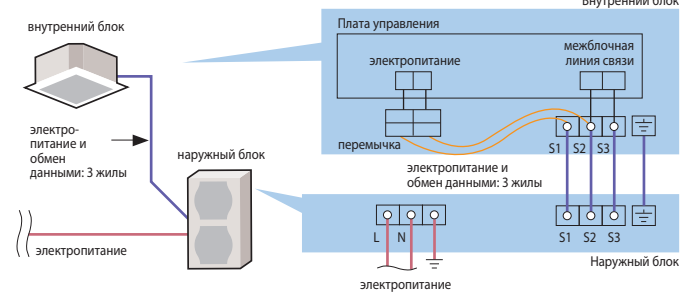 Внутренний блок
внутренний блок
Плата управления
электропитание
межблочная
линия связи
электро-
питание и
обмен
данными: 3 жилы
перемычка
S1 S2 S3
наружный блок
электропитание и
обмен данными: 3 жилы
L N
S1 S2 S3
электропитание
Наружный блок
электропитание